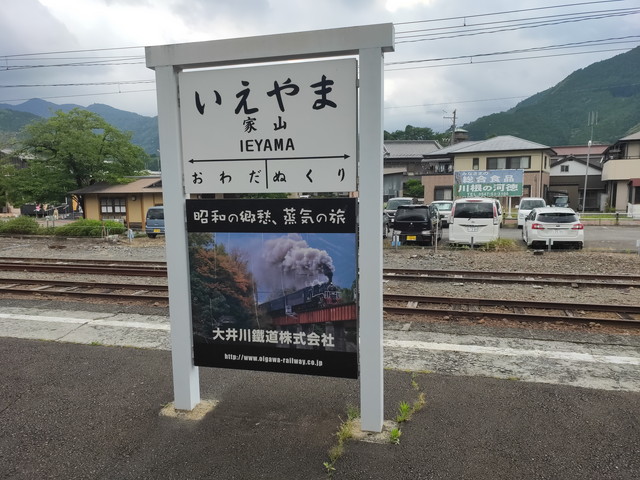 いえやま
家山
IEYAMA
おわだ ぬくり
昭和の郷愁、蒸気の旅
大井川鐵道株式会社
http://www.oigawa-railway.co.jp
総合食品
川根の河徳